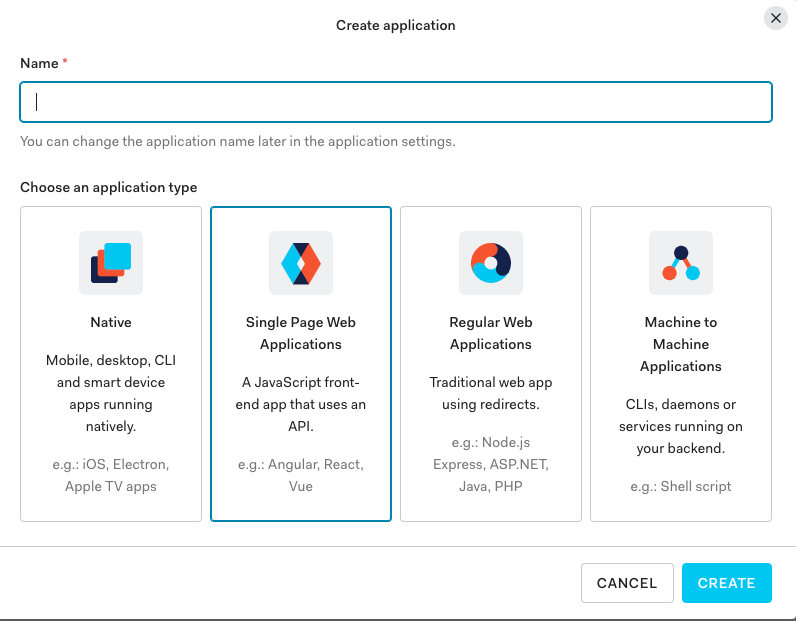 Create application
Name *
You can change the application name later in the application settings.
Choose an application type
Native
Mobile, desktop, CLI
and smart device
apps running
natively.
e.g.: iOS, Electron,
Apple TV apps
Single Page Web
Applications
A JavaScript front-
end app that uses an
API.
e.g.: Angular, React,
Vue
Regular Web
Applications
Traditional web app
using redirects.
e.g.: Node.js
Express, ASP.NET,
Java, PHP
Machine to
Machine
Applications
CLIs, daemons or
services running on
your backend.
e.g.: Shell script
CANCEL
CREATE